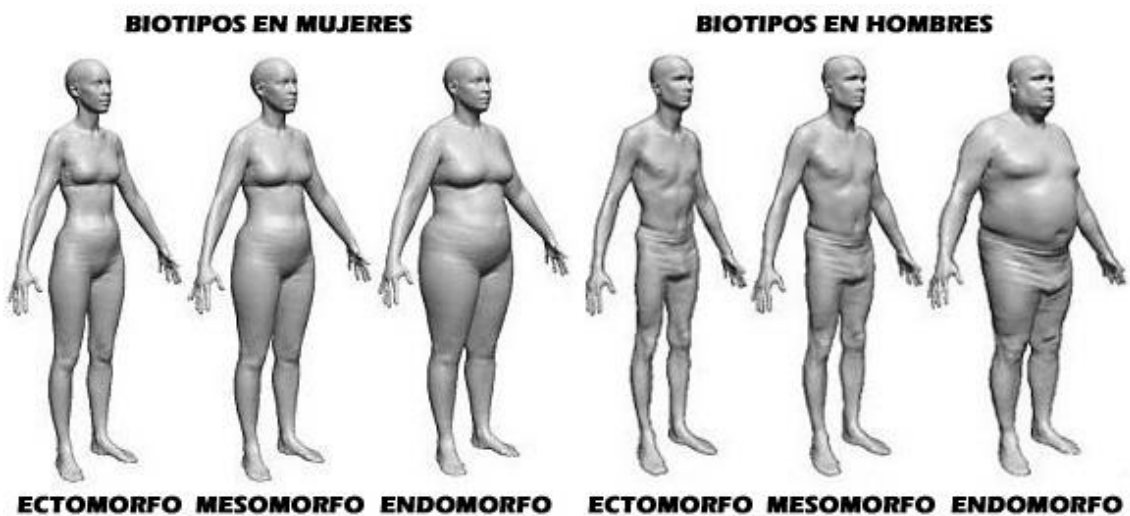 BIOTIPOS EN MUJERES
BIOTIPOS EN HOMBRES
ECTOMORFO MESOMORFO ENDOMORFO
ECTOMORFO MESOMORFO ENDOMORFO